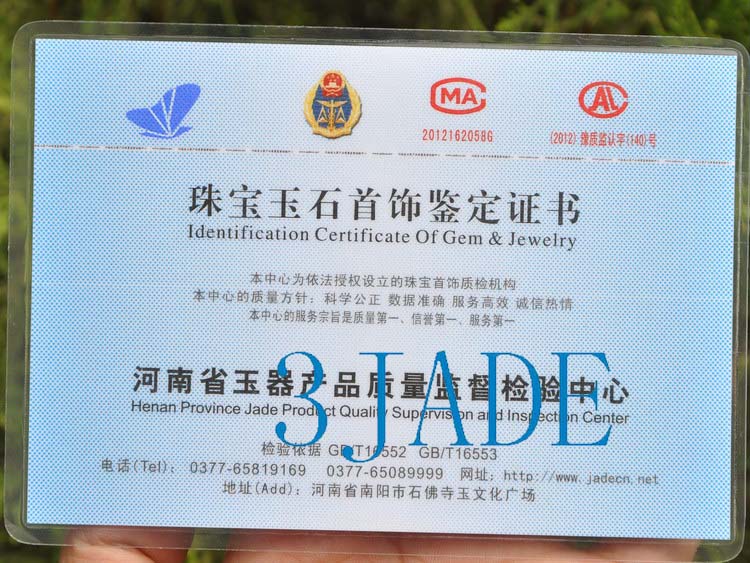 MA
2012162058G
CAL
(2012) 豫质监认字(140)号
珠宝玉石首饰鉴定证书
Identification Certificate Of Gem & Jewelry
本中心为依法授权设立的珠宝首饰质检机构
本中心的质量方针：科学公正 数据准确 服务高效 诚信热情
本中心的服务宗旨是质量第一、信誉第一、服务第一
3 JADE
河南省玉器产品质量监督检验中心
Henan Province Jade Product Quality Supervision and Inspection Center
检验依据 GB/T16552 GB/T16553
电话(Tel)： 0377-65819169 0377-65089999 网址：http://www.jadecn.net
地址(Add)：河南省南阳市石佛寺玉文化广场